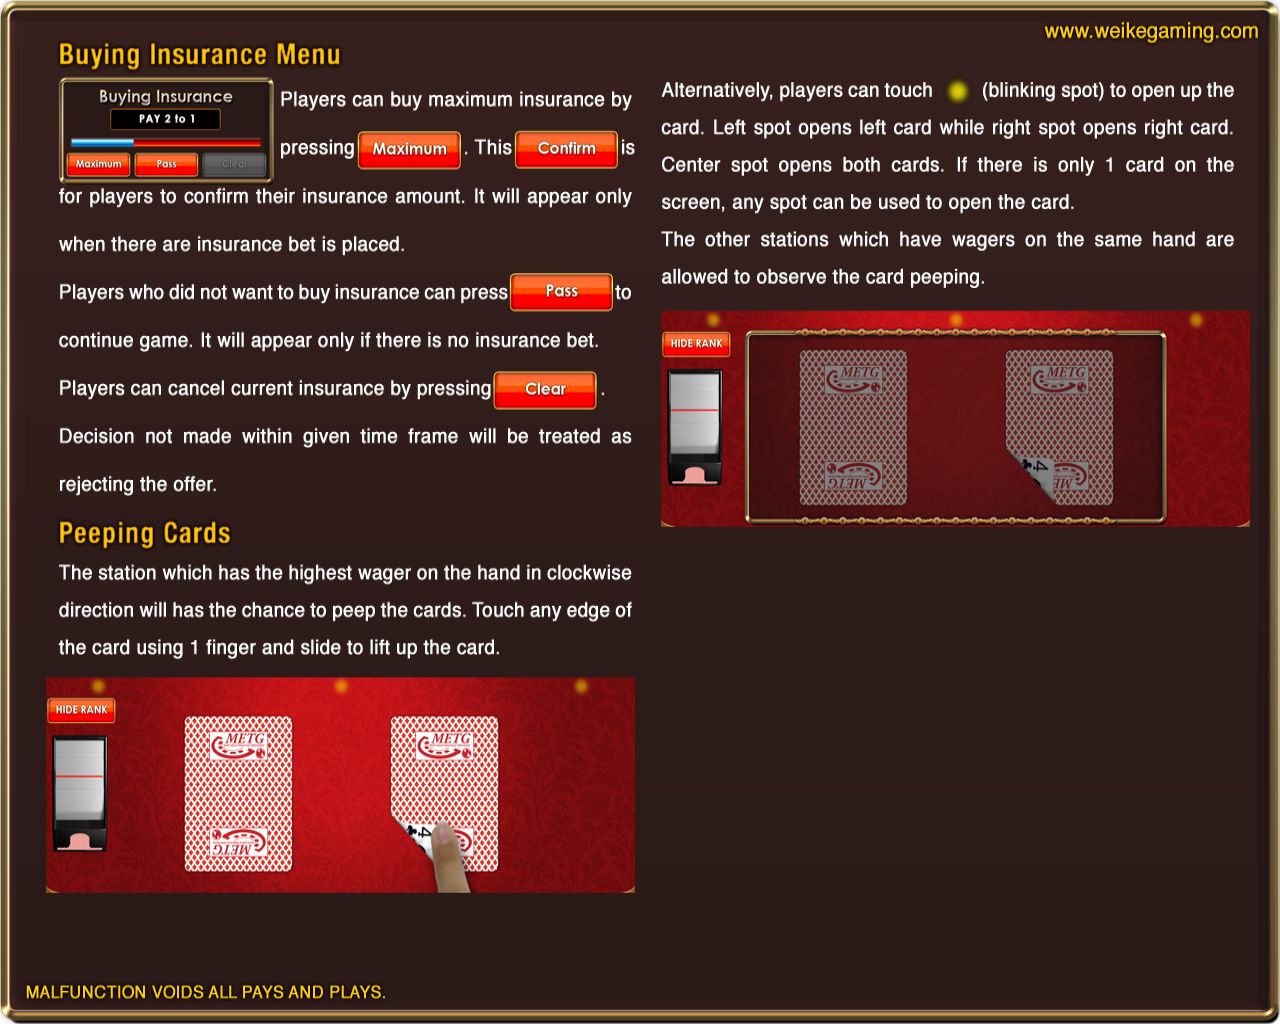 www.weikegaming.com
Buying Insurance Menu
Buying Insurance
PAY 2 to 1
Maximum Pass Clear
Players can buy maximum insurance by
pressing Maximum . This Confirm is
for players to confirm their insurance amount. It will appear only
when there are insurance bet is placed.
Players who did not want to buy insurance can press Pass to
continue game. It will appear only if there is no insurance bet.
Players can cancel current insurance by pressing Clear .
Decision not made within given time frame will be treated as
rejecting the offer.
Peeping Cards
The station which has the highest wager on the hand in clockwise
direction will has the chance to peep the cards. Touch any edge of
the card using 1 finger and slide to lift up the card.
HIDE RANK
METG
METG
4
METG
Alternatively, players can touch (blinking spot) to open up the
card. Left spot opens left card while right spot opens right card.
Center spot opens both cards. If there is only 1 card on the
screen, any spot can be used to open the card.
The other stations which have wagers on the same hand are
allowed to observe the card peeping.
HIDE RANK
METG
METG
4
METG
METG
MALFUNCTION VOIDS ALL PAYS AND PLAYS.